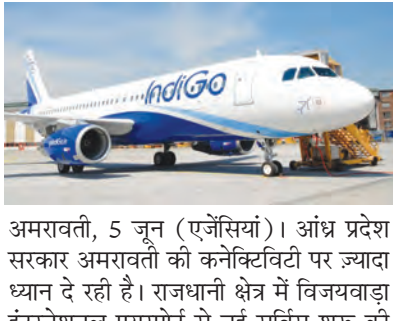 IndiGo
अमरावती, 5 जून (एजेंसियां)। आंध्र प्रदेश
सरकार अमरावती की कनेक्टिविटी पर ज़्यादा
ध्यान दे रही है। राजधानी क्षेत्र में विजयवाड़ा